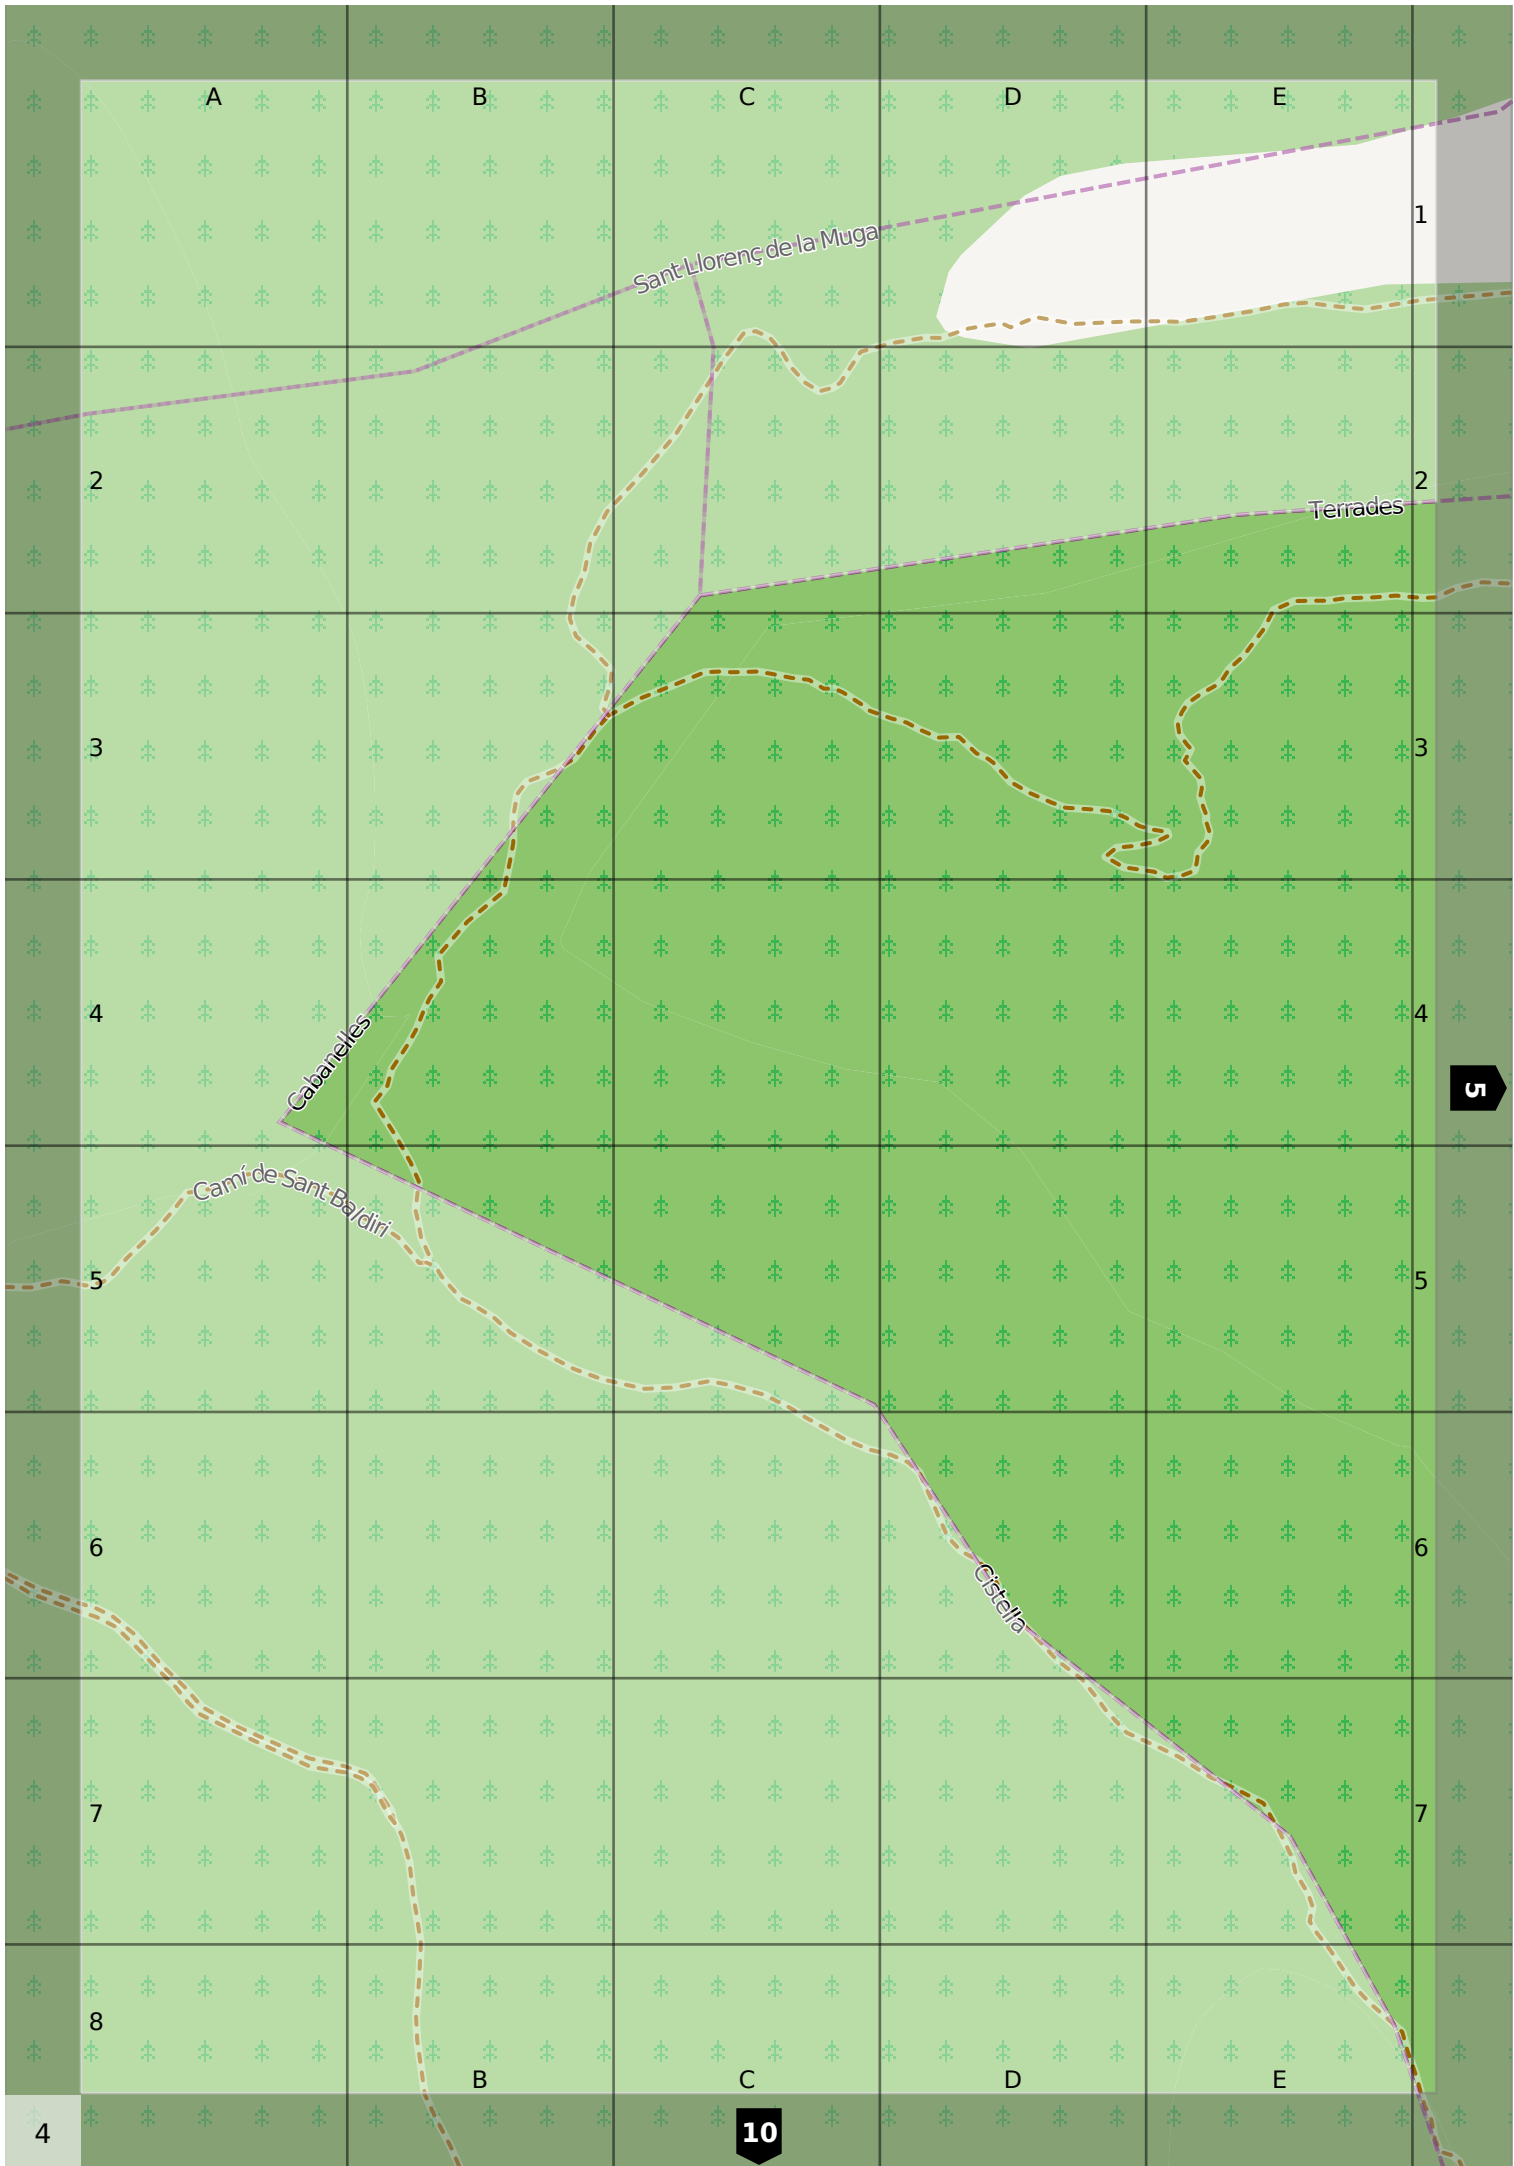 A B C D E
1
Sant Llorenç de la Muga
2 2
Terrades
3 3
4 4
Cabanelles
5
Camí de Sant Baldiri
5 5
6 6
Cistella
7 7
8
B C D E
4 10